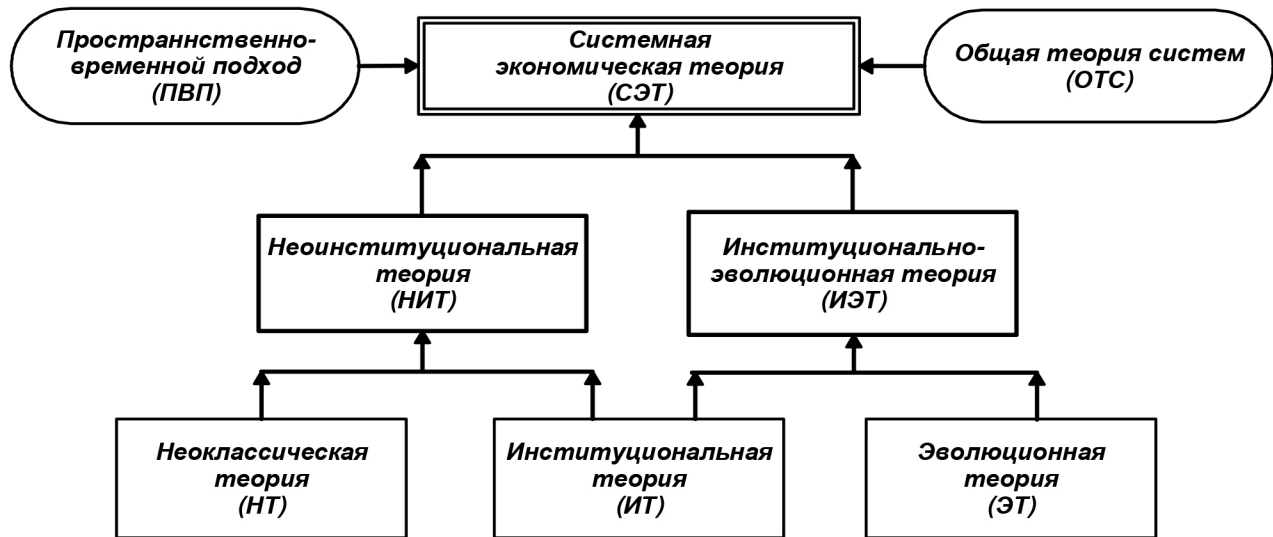 Пространнственно-
временной подход
(ПВП)
Системная
экономическая теория
(СЭТ)
Общая теория систем
(ОТС)
Неоинституциональная
теория
(НИТ)
Институционально-
эволюционная теория
(ИЭТ)
Неоклассическая
теория
(НТ)
Институциональная
теория
(ИТ)
Эволюционная
теория
(ЭТ)